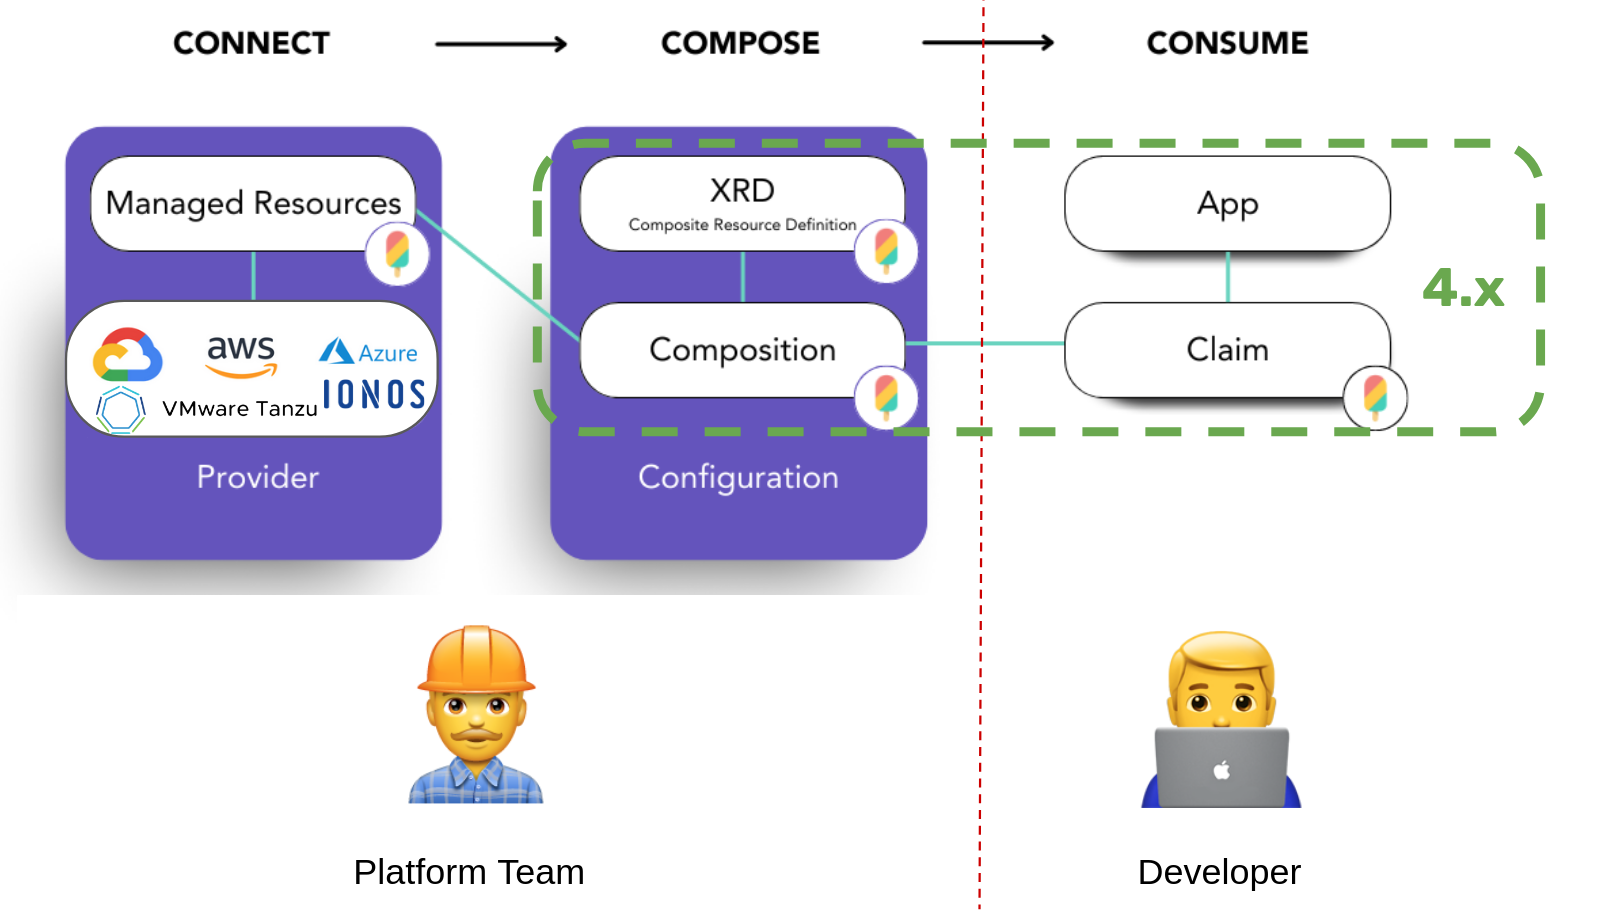 CONNECT
COMPOSE
CONSUME
Managed Resources
aws
Azure
IONOS
VMware Tanzu
Provider
XRD
Composite Resource Definition
Composition
Configuration
App
Claim
4.x
Platform Team
Developer